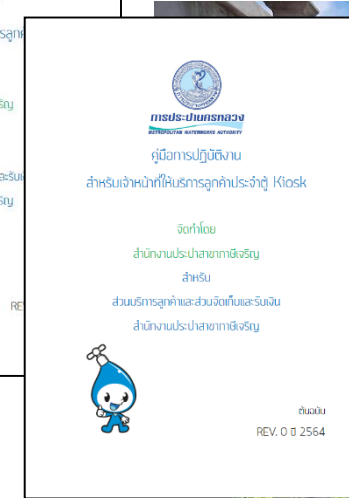 การประปานครหลวง
METROPOLITAN WATERWORKS AUTHORITY
คู่มือการปฏิบัติงาน
สำหรับเจ้าหน้าที่ให้บริการลูกค้าประจำตู้ Kiosk
จัดทำโดย
สำนักงานประปาสาขาภาษีเจริญ
สำหรับ
ส่วนบริการลูกค้าและส่วนจัดเก็บและรับเงิน
สำนักงานประปาสาขาภาษีเจริญ
ต้นฉบับ
REV. 0 ปี 2564